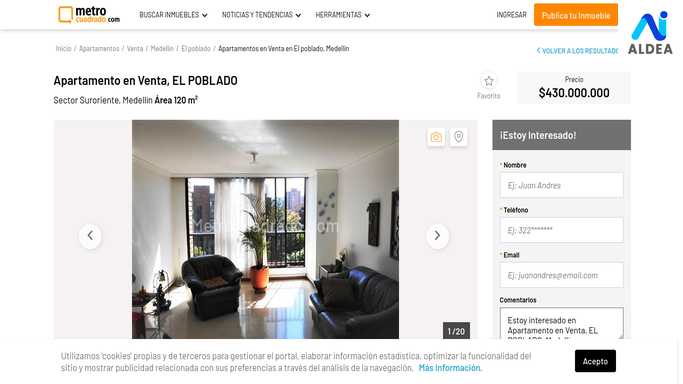 metro
cuadrado.com
BUSCAR INMUEBLES
NOTICIAS Y TENDENCIAS
HERRAMIENTAS
INGRESAR
Publica tu Inmueble
ALDEA
Inicio / Apartamentos / Venta / Medellin / El poblado / Apartamentos en Venta en El poblado, Medellin
VOLVER A LOS RESULTAD
Apartamento en Venta, EL POBLADO
Sector Suroriente, Medellin Área 120 m²
Favorito
Precio
$430.000.000
Metrocuadrado.com
1/20
¡Estoy Interesado!
* Nombre
Ej: Juan Andres
* Teléfono
Ej: 322*******
* Email
Ej: juanandres@email.com
Comentarios
Estoy interesado en
Apartamento en Venta, EL
Utilizamos 'cookies' propias y de terceros para gestionar el portal, elaborar información estadística, optimizar la funcionalidad del
sitio y mostrar publicidad relacionada con sus preferencias a través del análisis de la navegación. Más información.
Acepto